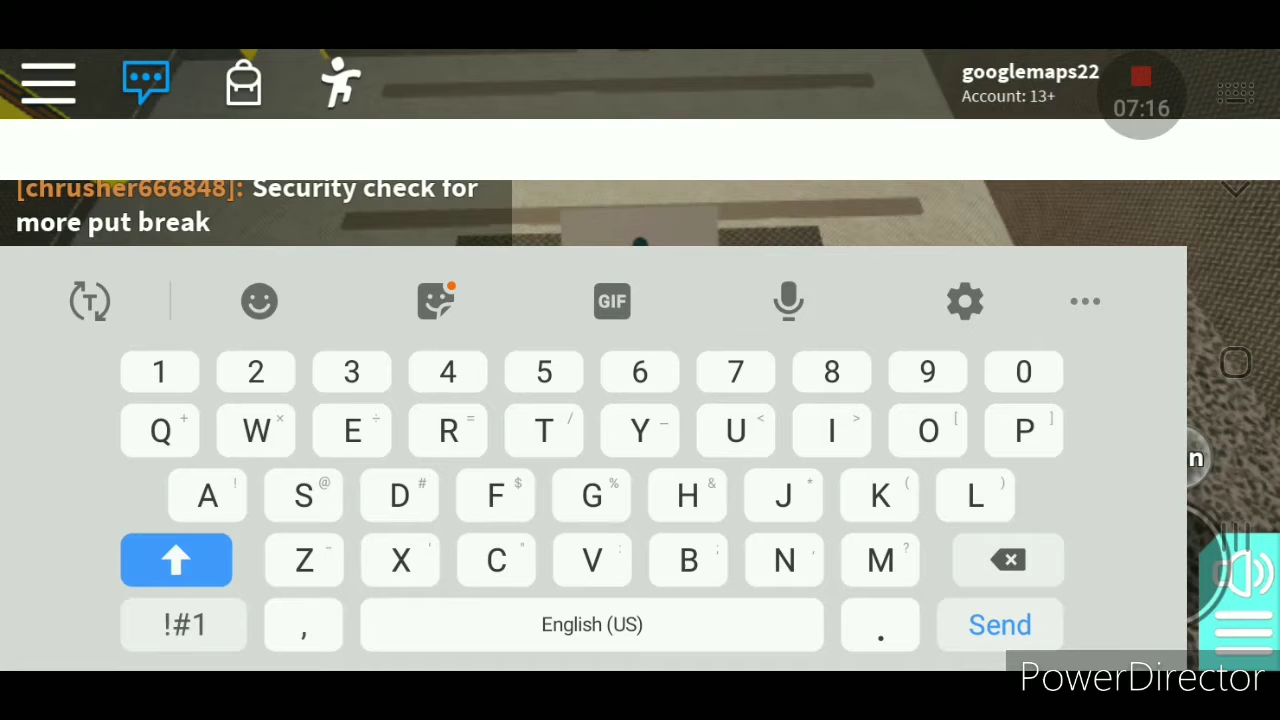 googlemaps22
Account: 13+
07:16
[chrusher666848]: Security check for
more put break
GIF
1 2 3 4 5 6 7 8 9 0
Q + W × E ÷ R = T / Y _ U < I > O [ P ]
A ! S @ D # F $ G % H & J * K ( L )
Z - X ' C " V : B ; N , M ?
!#1 , English (US) . Send
n
PowerDirector